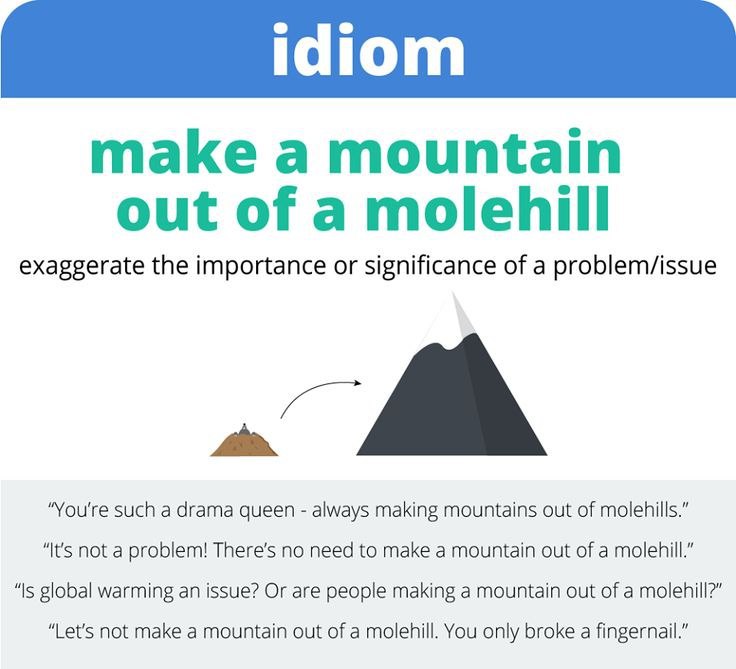 idiom
make a mountain
out of a molehill
exaggerate the importance or significance of a problem/issue
“You’re such a drama queen - always making mountains out of molehills.”
“It’s not a problem! There’s no need to make a mountain out of a molehill.”
“Is global warming an issue? Or are people making a mountain out of a molehill?”
“Let’s not make a mountain out of a molehill. You only broke a fingernail.”